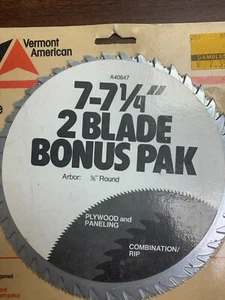 Vermont
American
GAMBLES
A40647
7-7¼"
2 BLADE
BONUS PAK
Arbor: ⅝" Round
PLYWOOD and
PANELING
COMBINATION/
RIP